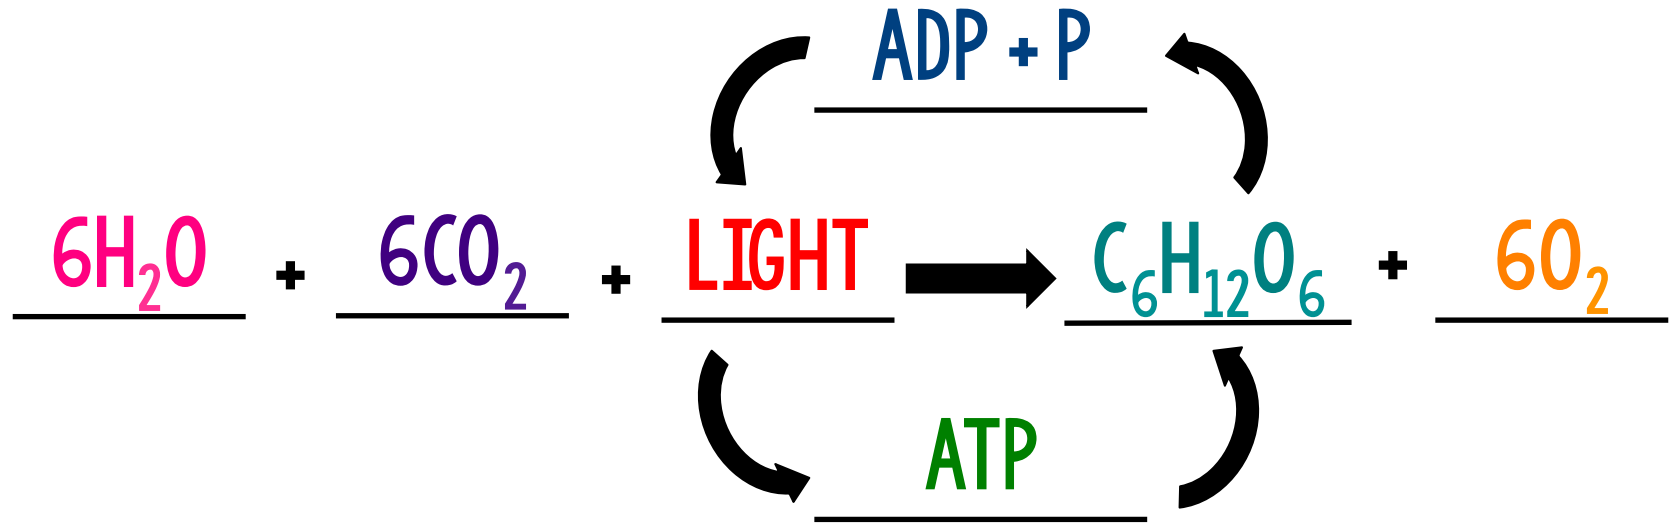 ADP + P
6H₂O + 6CO₂ + LIGHT → C₆H₁₂O₆ + 6O₂
ATP